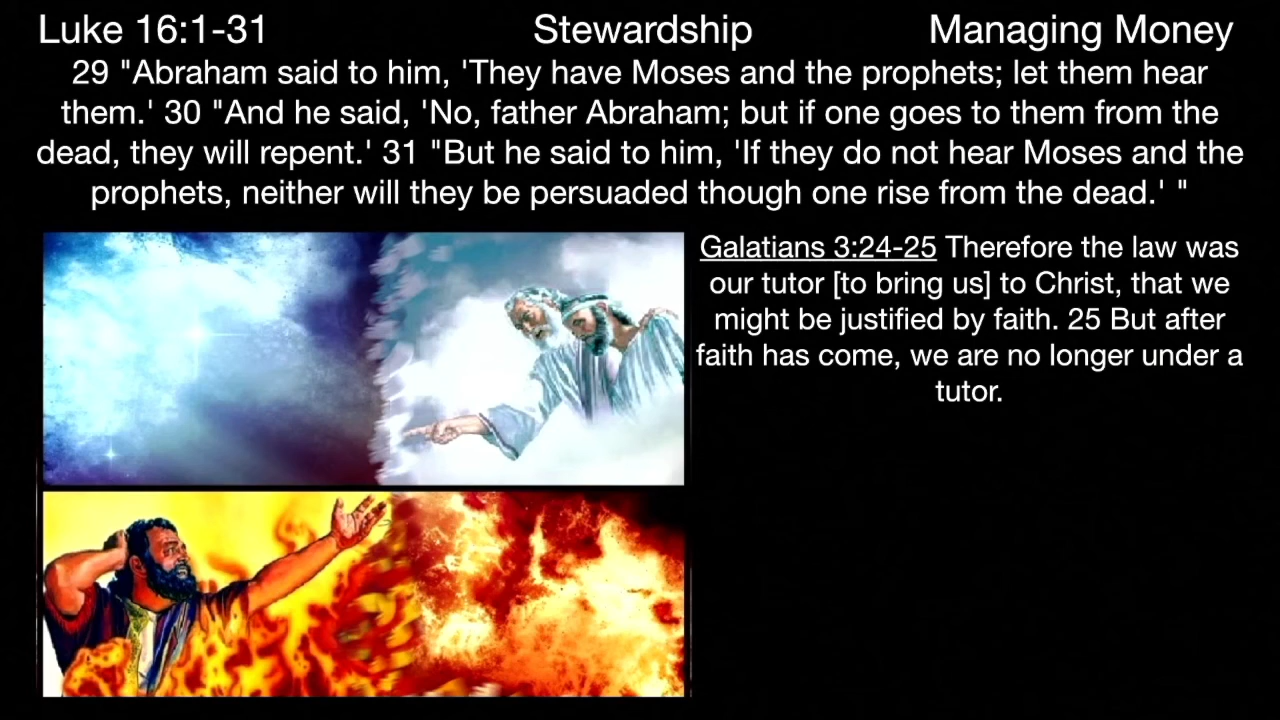 Luke 16:1-31 Stewardship Managing Money
29 "Abraham said to him, 'They have Moses and the prophets; let them hear
them.' 30 "And he said, 'No, father Abraham; but if one goes to them from the
dead, they will repent.' 31 "But he said to him, 'If they do not hear Moses and the
prophets, neither will they be persuaded though one rise from the dead.' "
Galatians 3:24-25 Therefore the law was
our tutor [to bring us] to Christ, that we
might be justified by faith. 25 But after
faith has come, we are no longer under a
tutor.